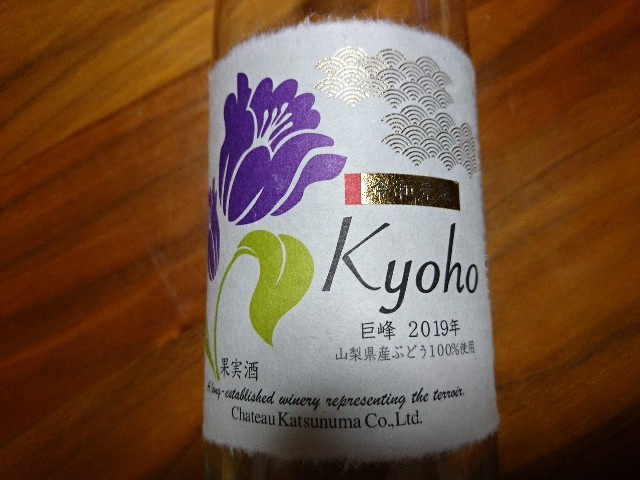 Kyoho
巨峰 2019年
山梨県産ぶどう100%使用
果実酒
A long-established winery representing the terroir.
Chateau Katsunuma Co.,Ltd.